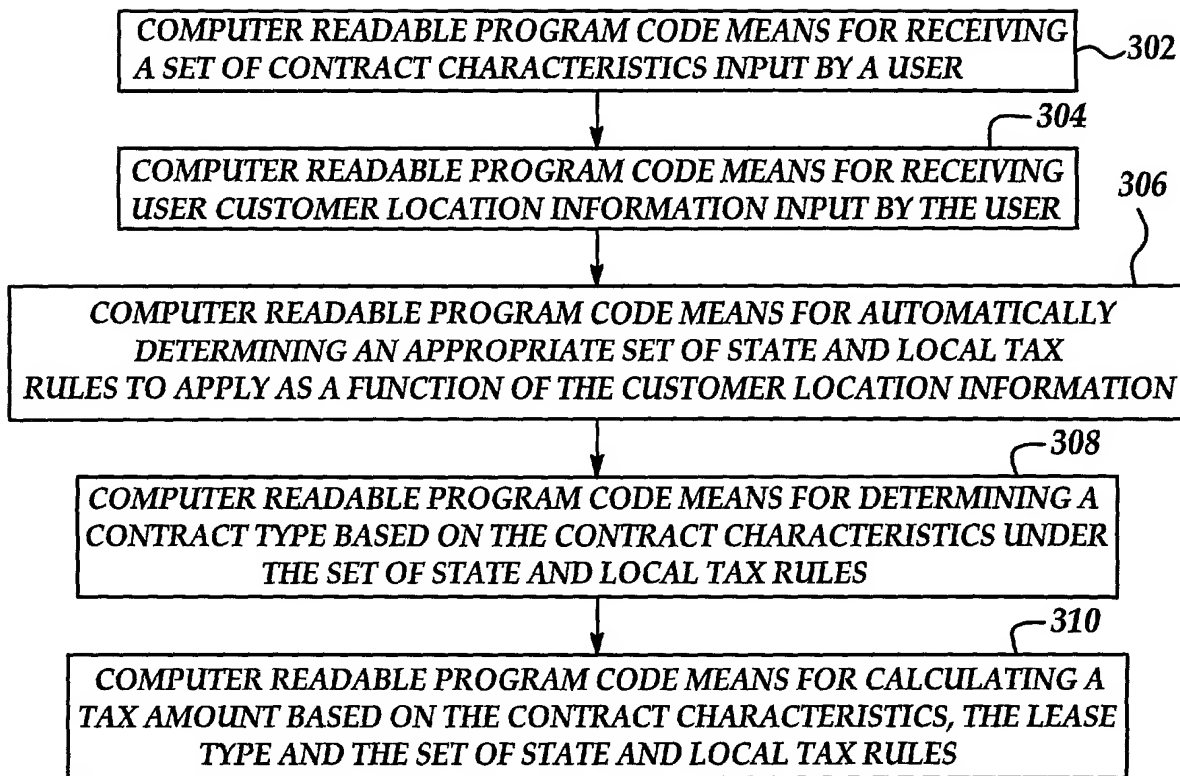 COMPUTER READABLE PROGRAM CODE MEANS FOR RECEIVING
A SET OF CONTRACT CHARACTERISTICS INPUT BY A USER
302
304
COMPUTER READABLE PROGRAM CODE MEANS FOR RECEIVING
USER CUSTOMER LOCATION INFORMATION INPUT BY THE USER
306
COMPUTER READABLE PROGRAM CODE MEANS FOR AUTOMATICALLY
DETERMINING AN APPROPRIATE SET OF STATE AND LOCAL TAX
RULES TO APPLY AS A FUNCTION OF THE CUSTOMER LOCATION INFORMATION
308
COMPUTER READABLE PROGRAM CODE MEANS FOR DETERMINING A
CONTRACT TYPE BASED ON THE CONTRACT CHARACTERISTICS UNDER
THE SET OF STATE AND LOCAL TAX RULES
310
COMPUTER READABLE PROGRAM CODE MEANS FOR CALCULATING A
TAX AMOUNT BASED ON THE CONTRACT CHARACTERISTICS, THE LEASE
TYPE AND THE SET OF STATE AND LOCAL TAX RULES